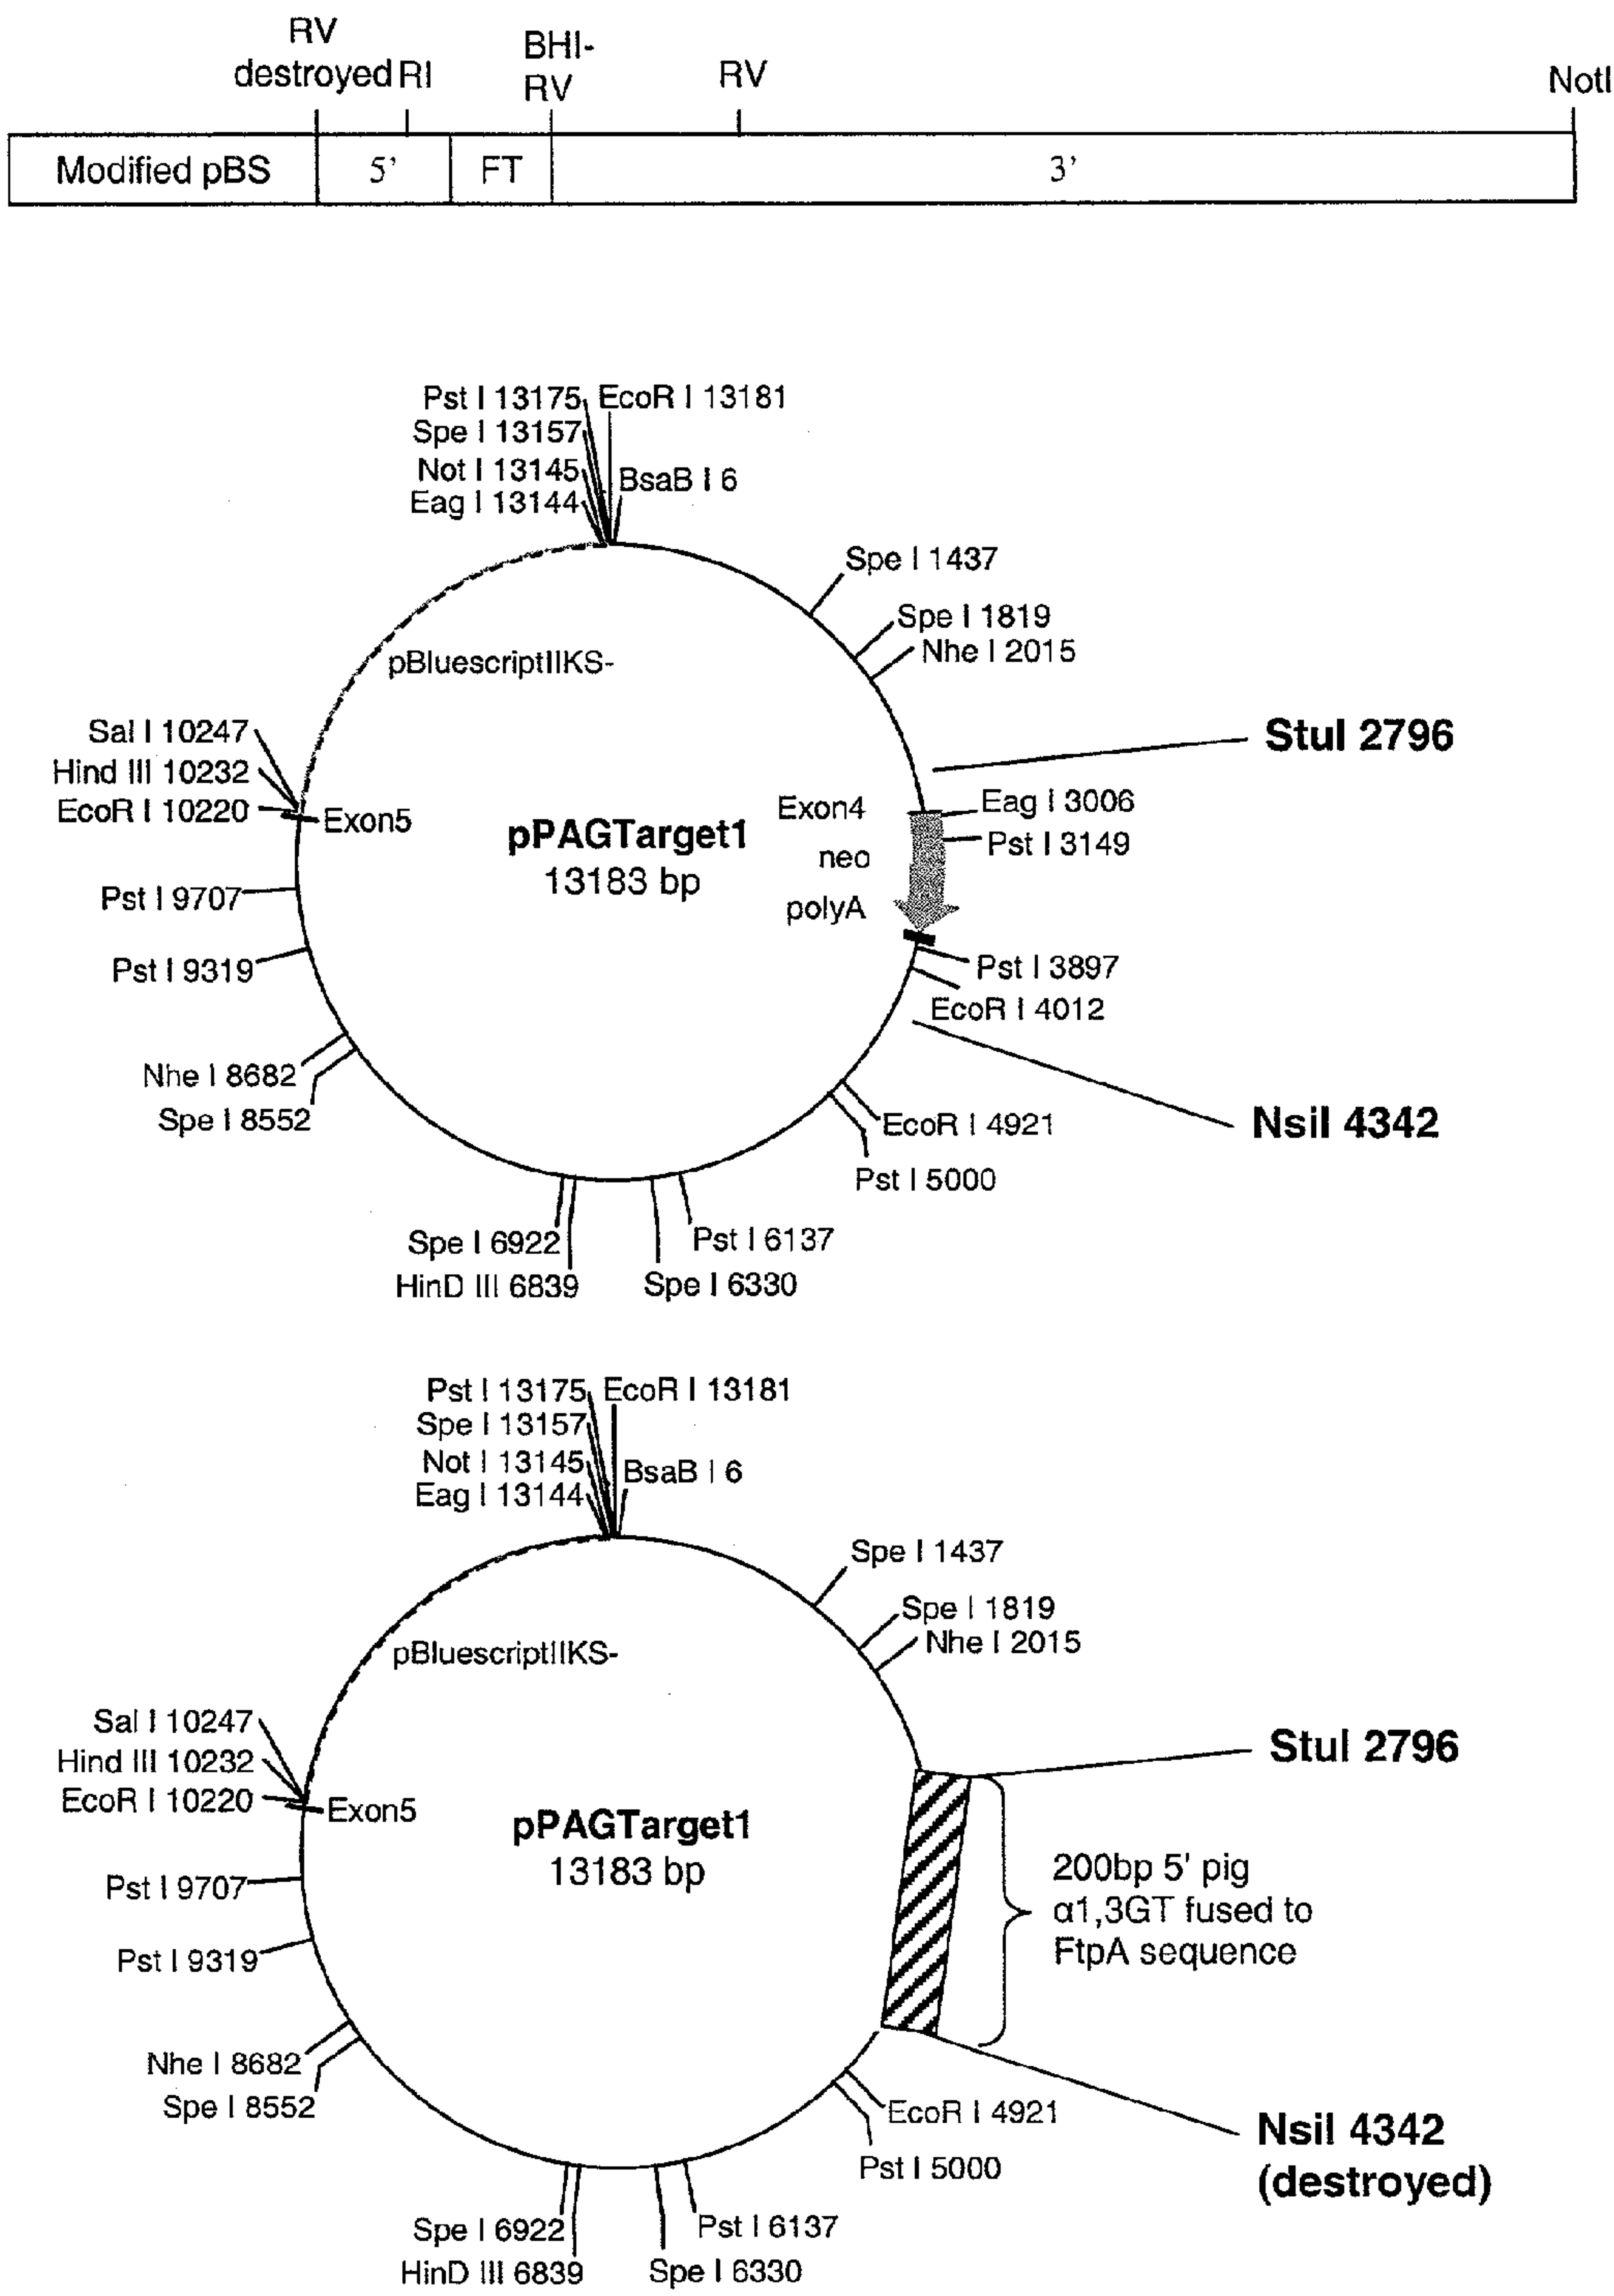 RV
destroyed RI
BHI-
RV
RV
NotI
Modified pBS
5'
FT
3'
Pst I 13175
EcoR I 13181
Spe I 13157
Not I 13145
BsaB I 6
Eag I 13144
Spe I 1437
Spe I 1819
Nhe I 2015
pBluescriptIIKS-
Sal I 10247
Hind III 10232
EcoR I 10220
Exon5
StuI 2796
Exon4
Eag I 3006
neo
Pst I 3149
polyA
pPAGTarget1
13183 bp
Pst I 9707
Pst I 9319
Pst I 3897
EcoR I 4012
Nhe I 8682
Spe I 8552
NsiI 4342
EcoR I 4921
Pst I 5000
Spe I 6922
HinD III 6839
Pst I 6137
Spe I 6330
Pst I 13175
EcoR I 13181
Spe I 13157
Not I 13145
BsaB I 6
Eag I 13144
Spe I 1437
Spe I 1819
Nhe I 2015
pBluescriptIIKS-
Sal I 10247
Hind III 10232
EcoR I 10220
Exon5
StuI 2796
pPAGTarget1
13183 bp
200bp 5' pig
α1,3GT fused to
FtpA sequence
Pst I 9707
Pst I 9319
Nhe I 8682
Spe I 8552
EcoR I 4921
Pst I 5000
NsiI 4342
(destroyed)
Spe I 6922
HinD III 6839
Pst I 6137
Spe I 6330